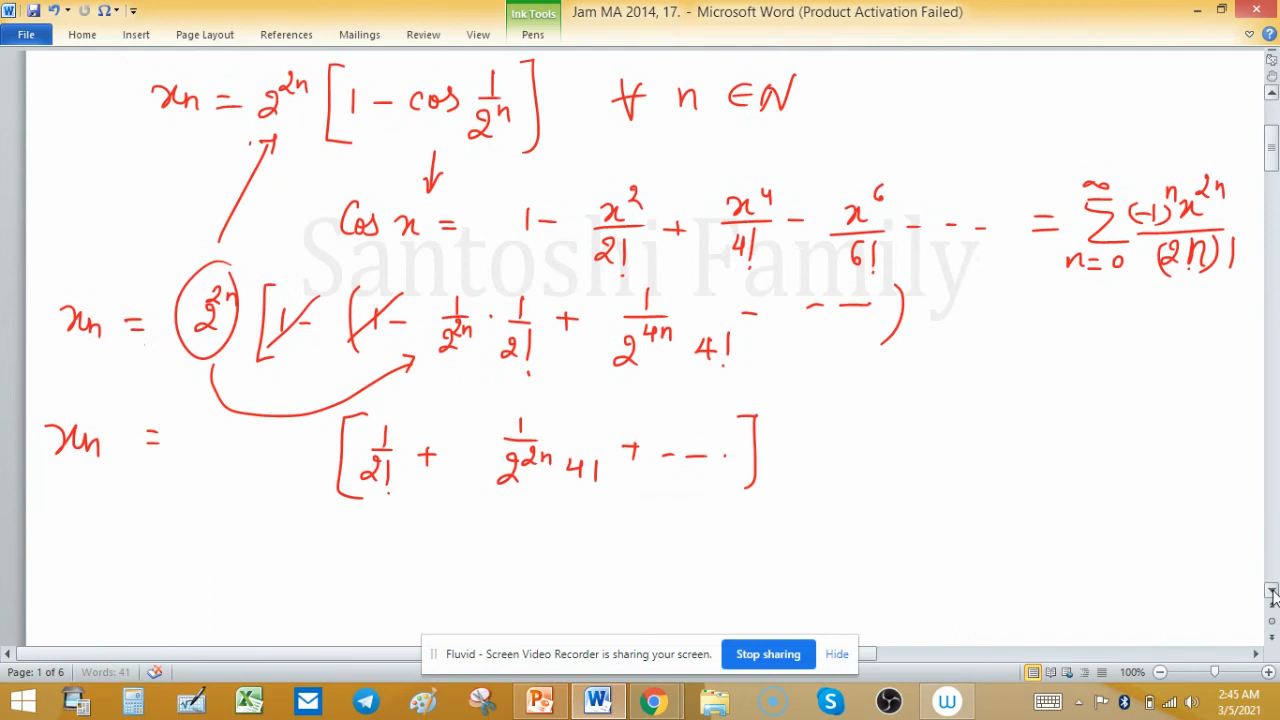 Ink Tools
Jam MA 2014, 17. - Microsoft Word (Product Activation Failed)
File Home Insert Page Layout References Mailings Review View Pens
xn = 2^2n [1 - cos 1/2^n] ∀ n ∈ N
Cos x = 1 - x^2/2! + x^4/4! - x^6/6! - - - = ∑_{n=0}^{∞} (-1)^n x^2n/(2n)!
Santoshi Family
xn = 2^2n [1 - (1 - 1/2^2n · 1/2! + 1/2^4n 4! - - - )
xn = [1/2! + 1/2^2n 4! + - - ·]
Fluvid - Screen Video Recorder is sharing your screen. Stop sharing Hide
Page: 1 of 6 Words: 41 100%
2:45 AM
3/5/2021